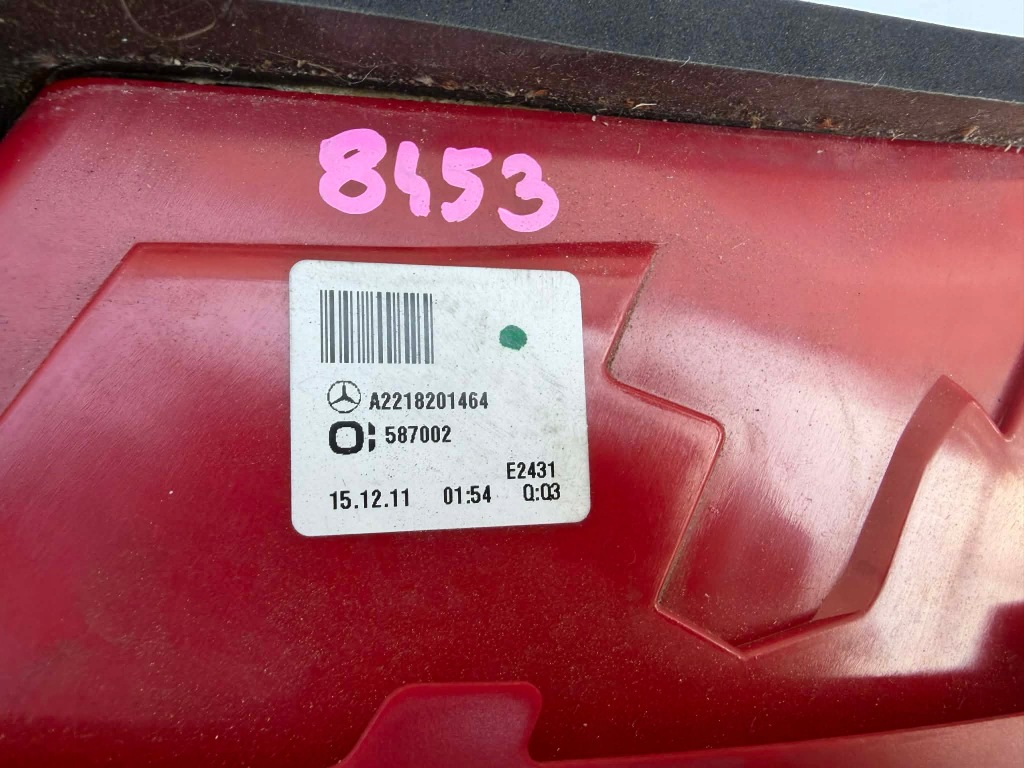 8453
A2218201464
587002
E2431
15.12.11 01:54 Q:03